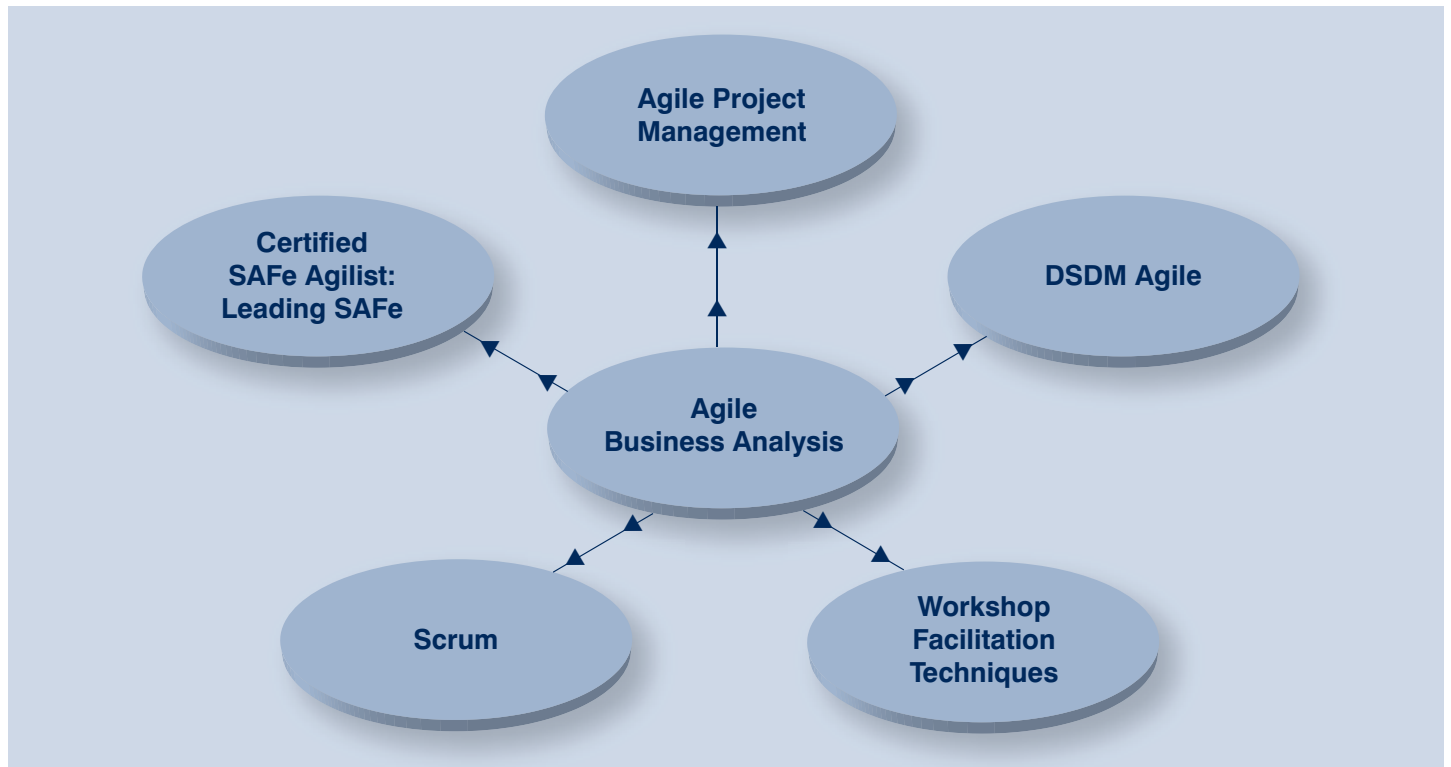 Agile Project
Management
Certified
SAFe Agilist:
Leading SAFe
DSDM Agile
Agile
Business Analysis
Scrum
Workshop
Facilitation
Techniques